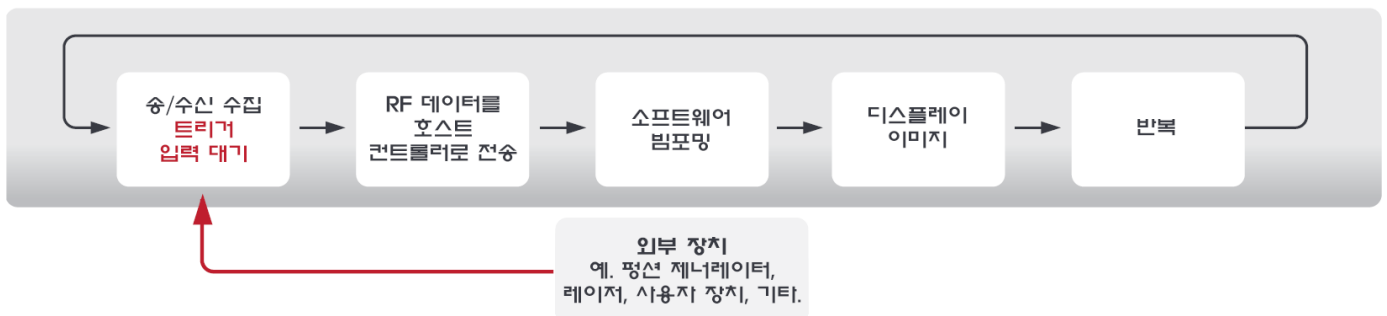 송/수신 수집
트리거
입력 대기
RF 데이터를
호스트
컨트롤러로 전송
소프트웨어
빔포밍
디스플레이
이미지
반복
외부 장치
예. 펑션 제너레이터,
레이저, 사용자 장치, 기타.